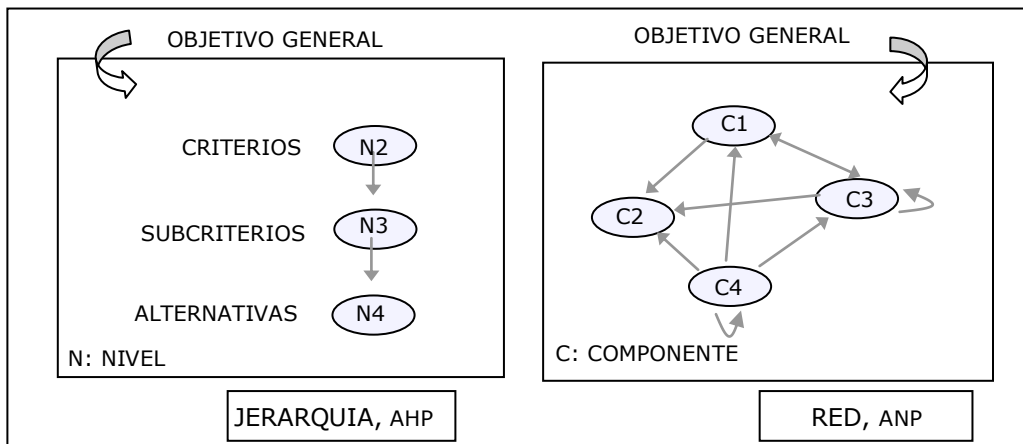 OBJETIVO GENERAL
CRITERIOS
N2
SUBCRITERIOS
N3
ALTERNATIVAS
N4
N: NIVEL
JERARQUIA, AHP
OBJETIVO GENERAL
C1
C2
C3
C4
C: COMPONENTE
RED, ANP